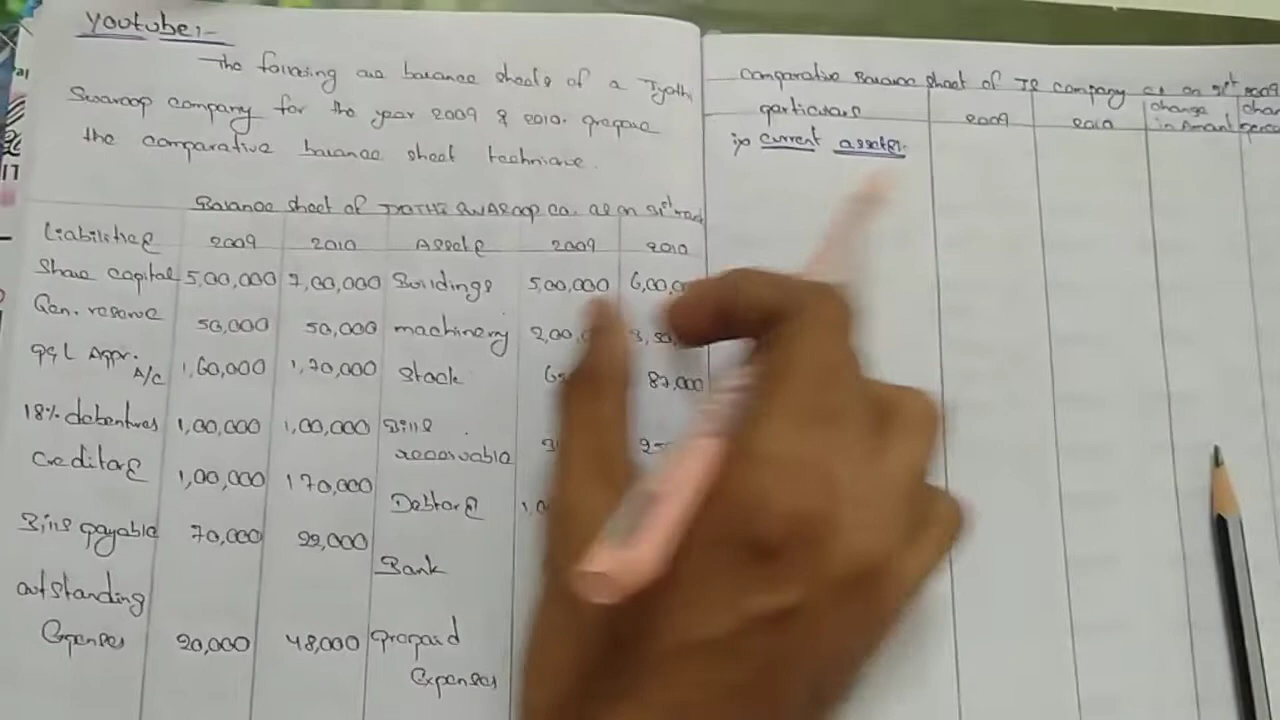 Youtube:-
The following are balance sheets of a Jyothi
Swaroop company for the year 2009 & 2010. prepare
the comparative balance sheet technique.
Balance sheet of JYOTHI SWAROOP co. as on 31st
Liabilities 2009 2010 Assets 2009 2010
Share capital 5,00,000 7,00,000 Buildings 5,00,000
Gen. reserve 50,000 50,000 machinery
P&L Appr. A/c 1,60,000 1,70,000 Stock 87,000
18% debentures 1,00,000 1,00,000 Bills receivable
Creditors 1,00,000 170,000 Debtors
Bills payable 70,000 22,000 Bank
outstanding
Expenses 20,000 48,000 prepaid
Expenses
comparative Balance sheet of JS company as on 31st 2009
particulars 2009 2010 change in Amount
i> current assets: